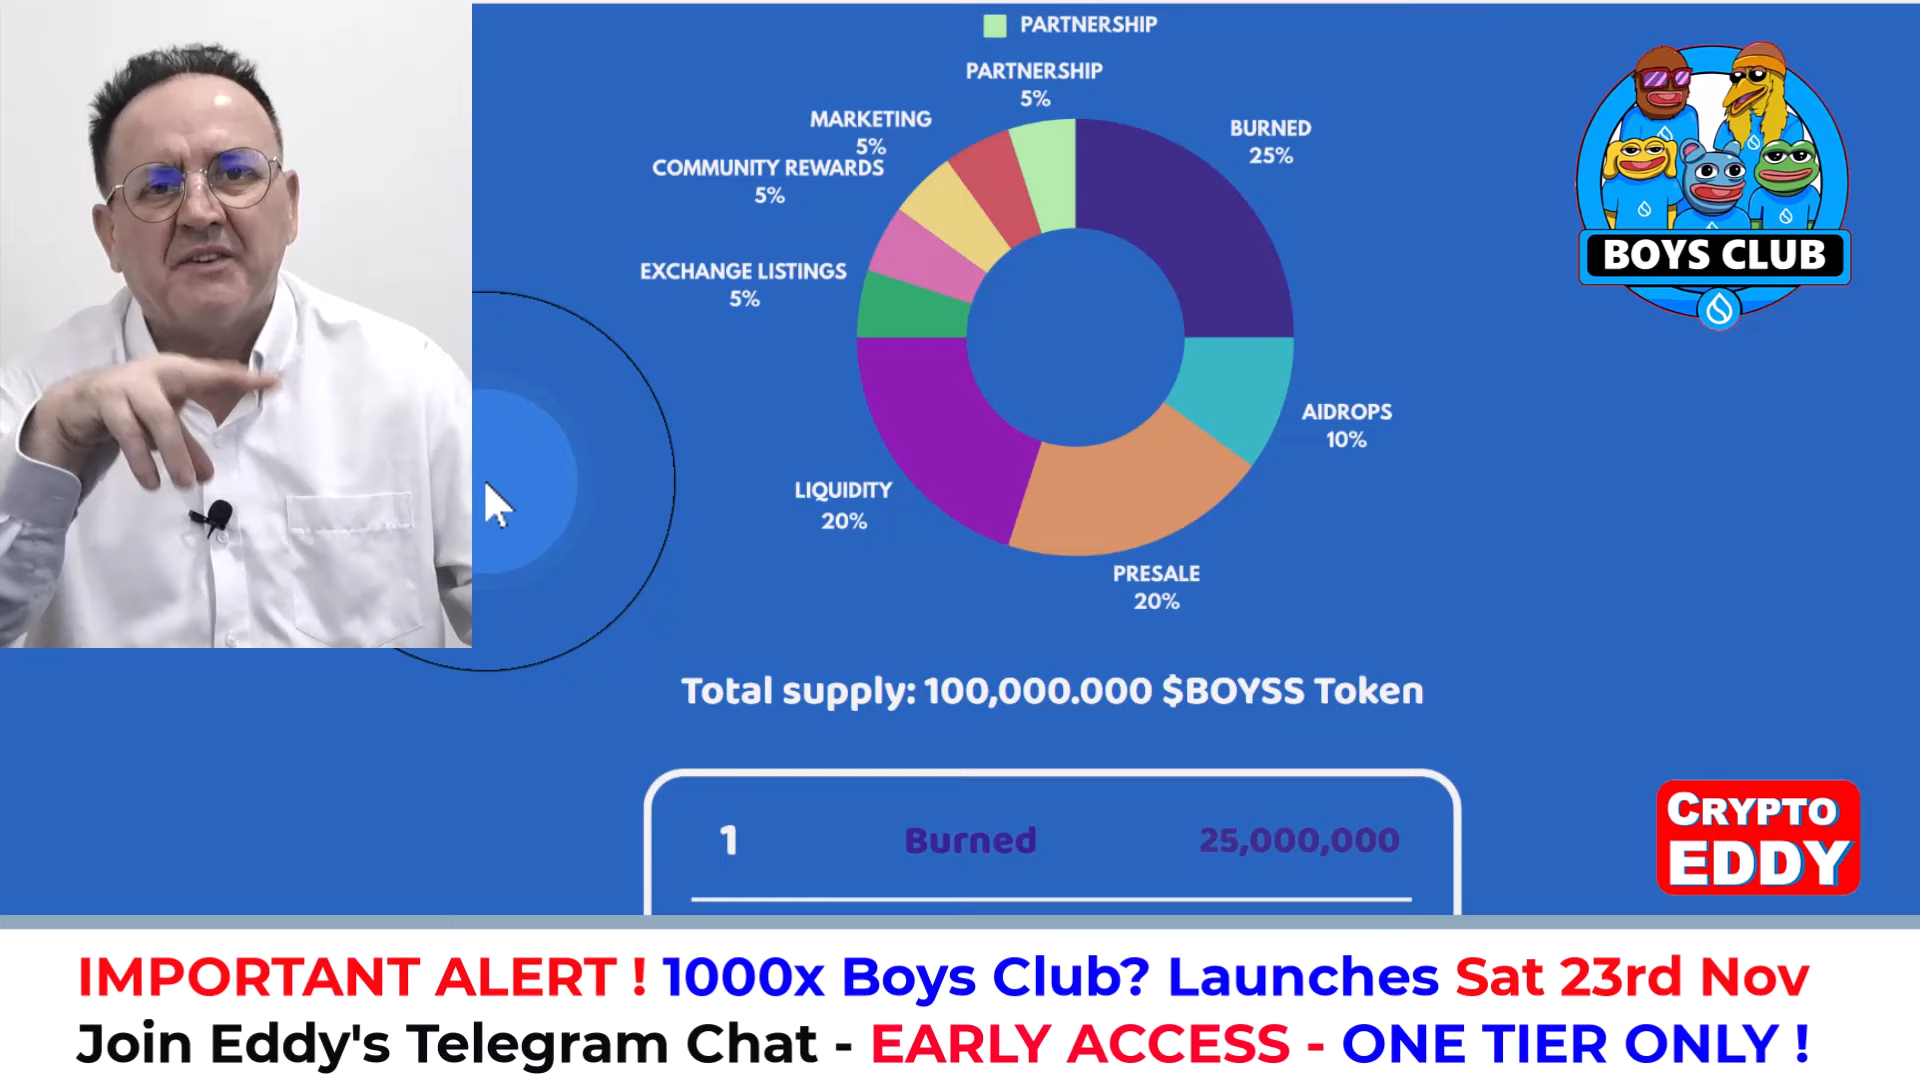 PARTNERSHIP
PARTNERSHIP
5%
MARKETING
5%
BURNED
25%
COMMUNITY REWARDS
5%
EXCHANGE LISTINGS
5%
AIDROPS
10%
LIQUIDITY
20%
PRESALE
20%
BOYS CLUB
Total supply: 100,000.000 $BOYSS Token
1 Burned 25,000,000
CRYPTO
EDDY
IMPORTANT ALERT ! 1000x Boys Club? Launches Sat 23rd Nov
Join Eddy's Telegram Chat - EARLY ACCESS - ONE TIER ONLY !